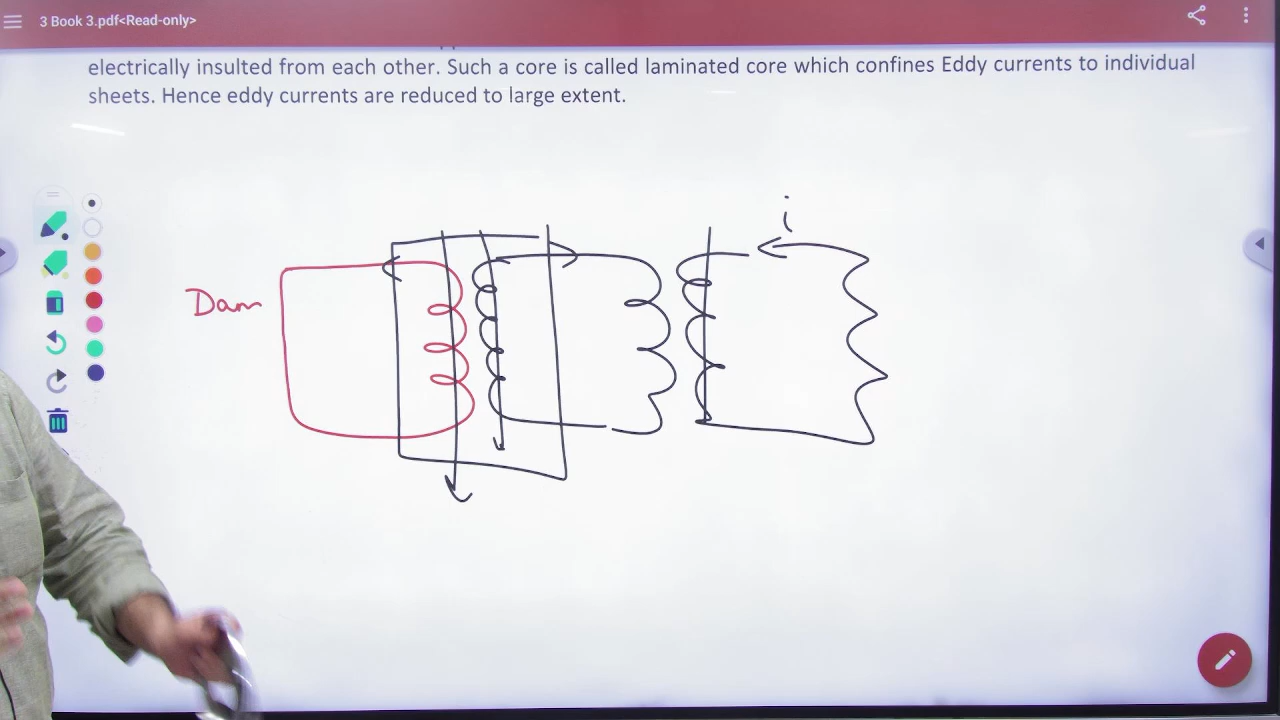 3 Book 3.pdf<Read-only>
electrically insulted from each other. Such a core is called laminated core which confines Eddy currents to individual
sheets. Hence eddy currents are reduced to large extent.
i
Dam